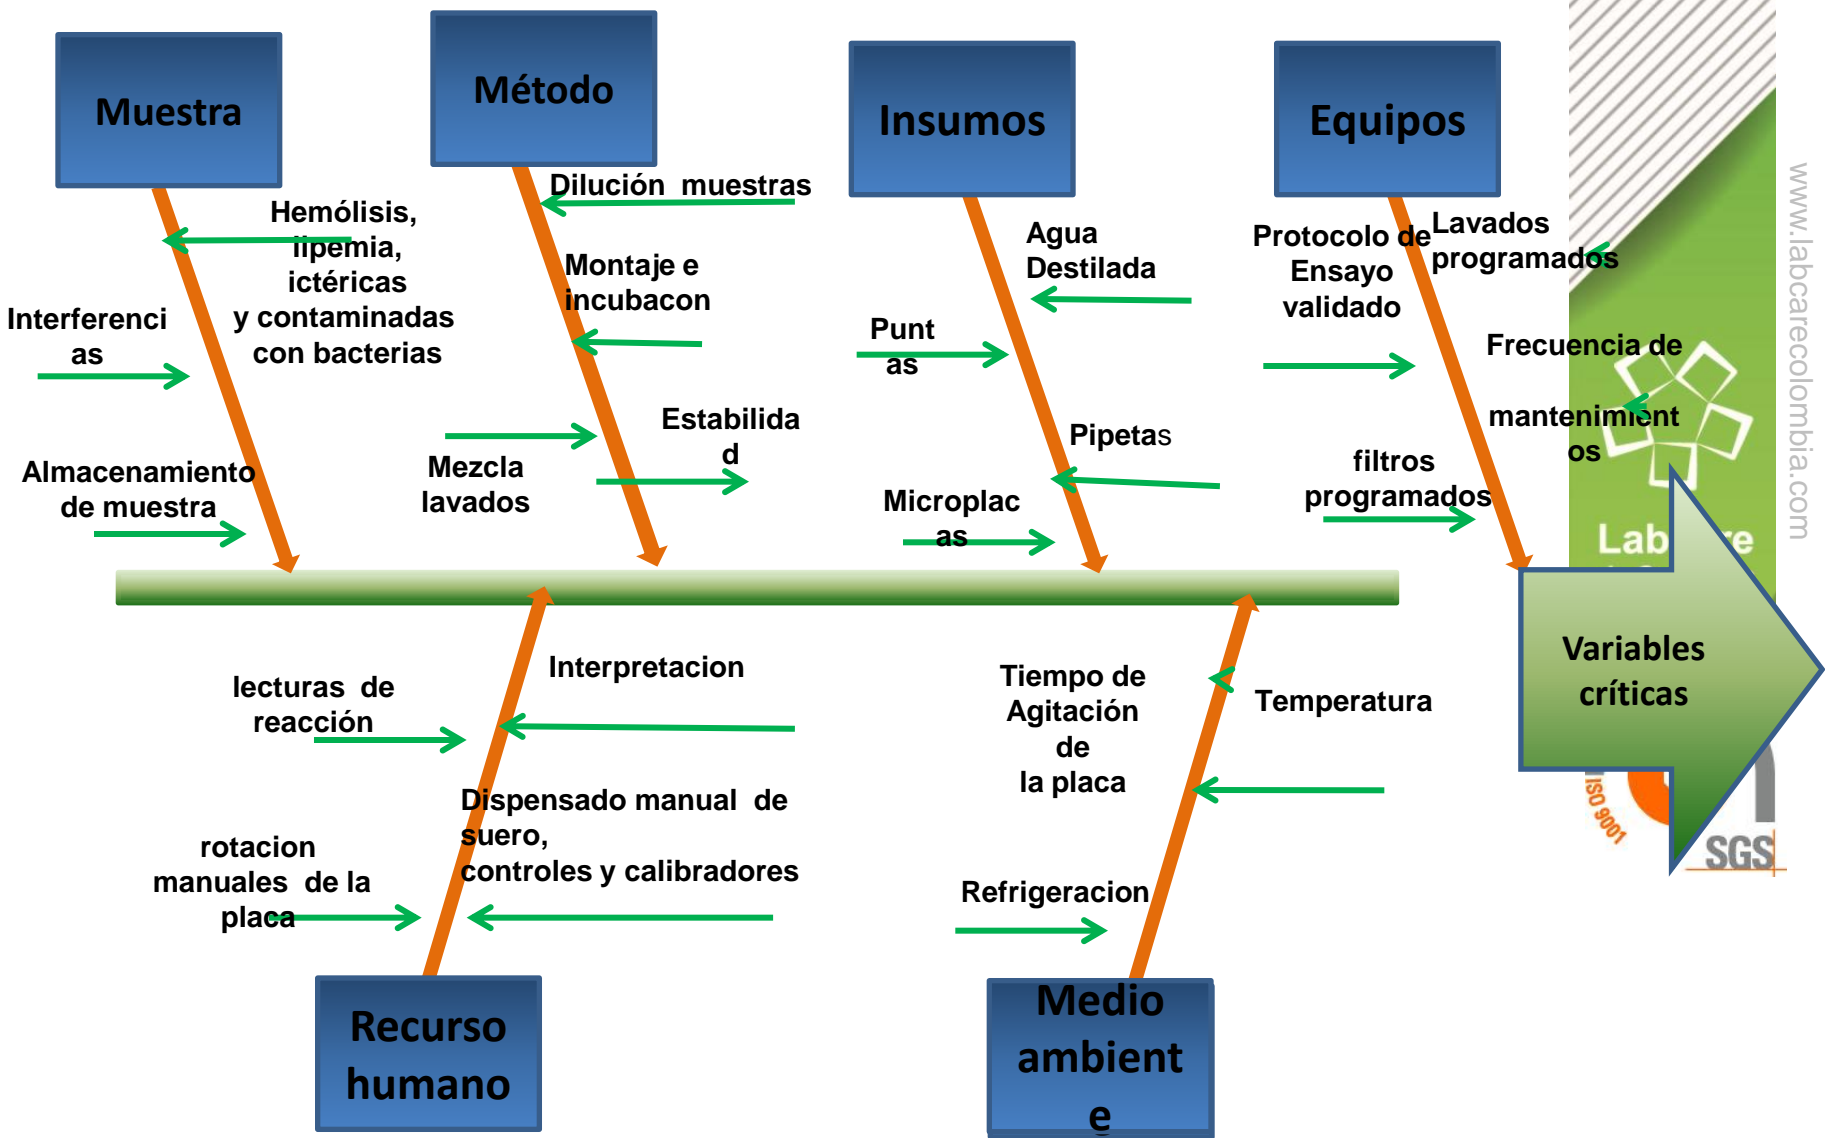 Muestra
Método
Insumos
Equipos
Hemólisis,
lipemia,
ictéricas
y contaminadas
con bacterias
Interferenci
as
Almacenamiento
de muestra
Dilución muestras
Montaje e
incubacon
Mezcla
lavados
Estabilida
d
Agua
Destilada
Punt
as
Pipetas
Microplac
as
Protocolo de
Ensayo
validado
Lavados
programados
Frecuencia de
mantenimient
os
filtros
programados
www.labcarecolombia.com
Variables
críticas
ISO 9001
SGS
lecturas de
reacción
Interpretacion
rotacion
manuales de la
placa
Dispensado manual de
suero,
controles y calibradores
Tiempo de
Agitación
de
la placa
Temperatura
Refrigeracion
Recurso
humano
Medio
ambient
e